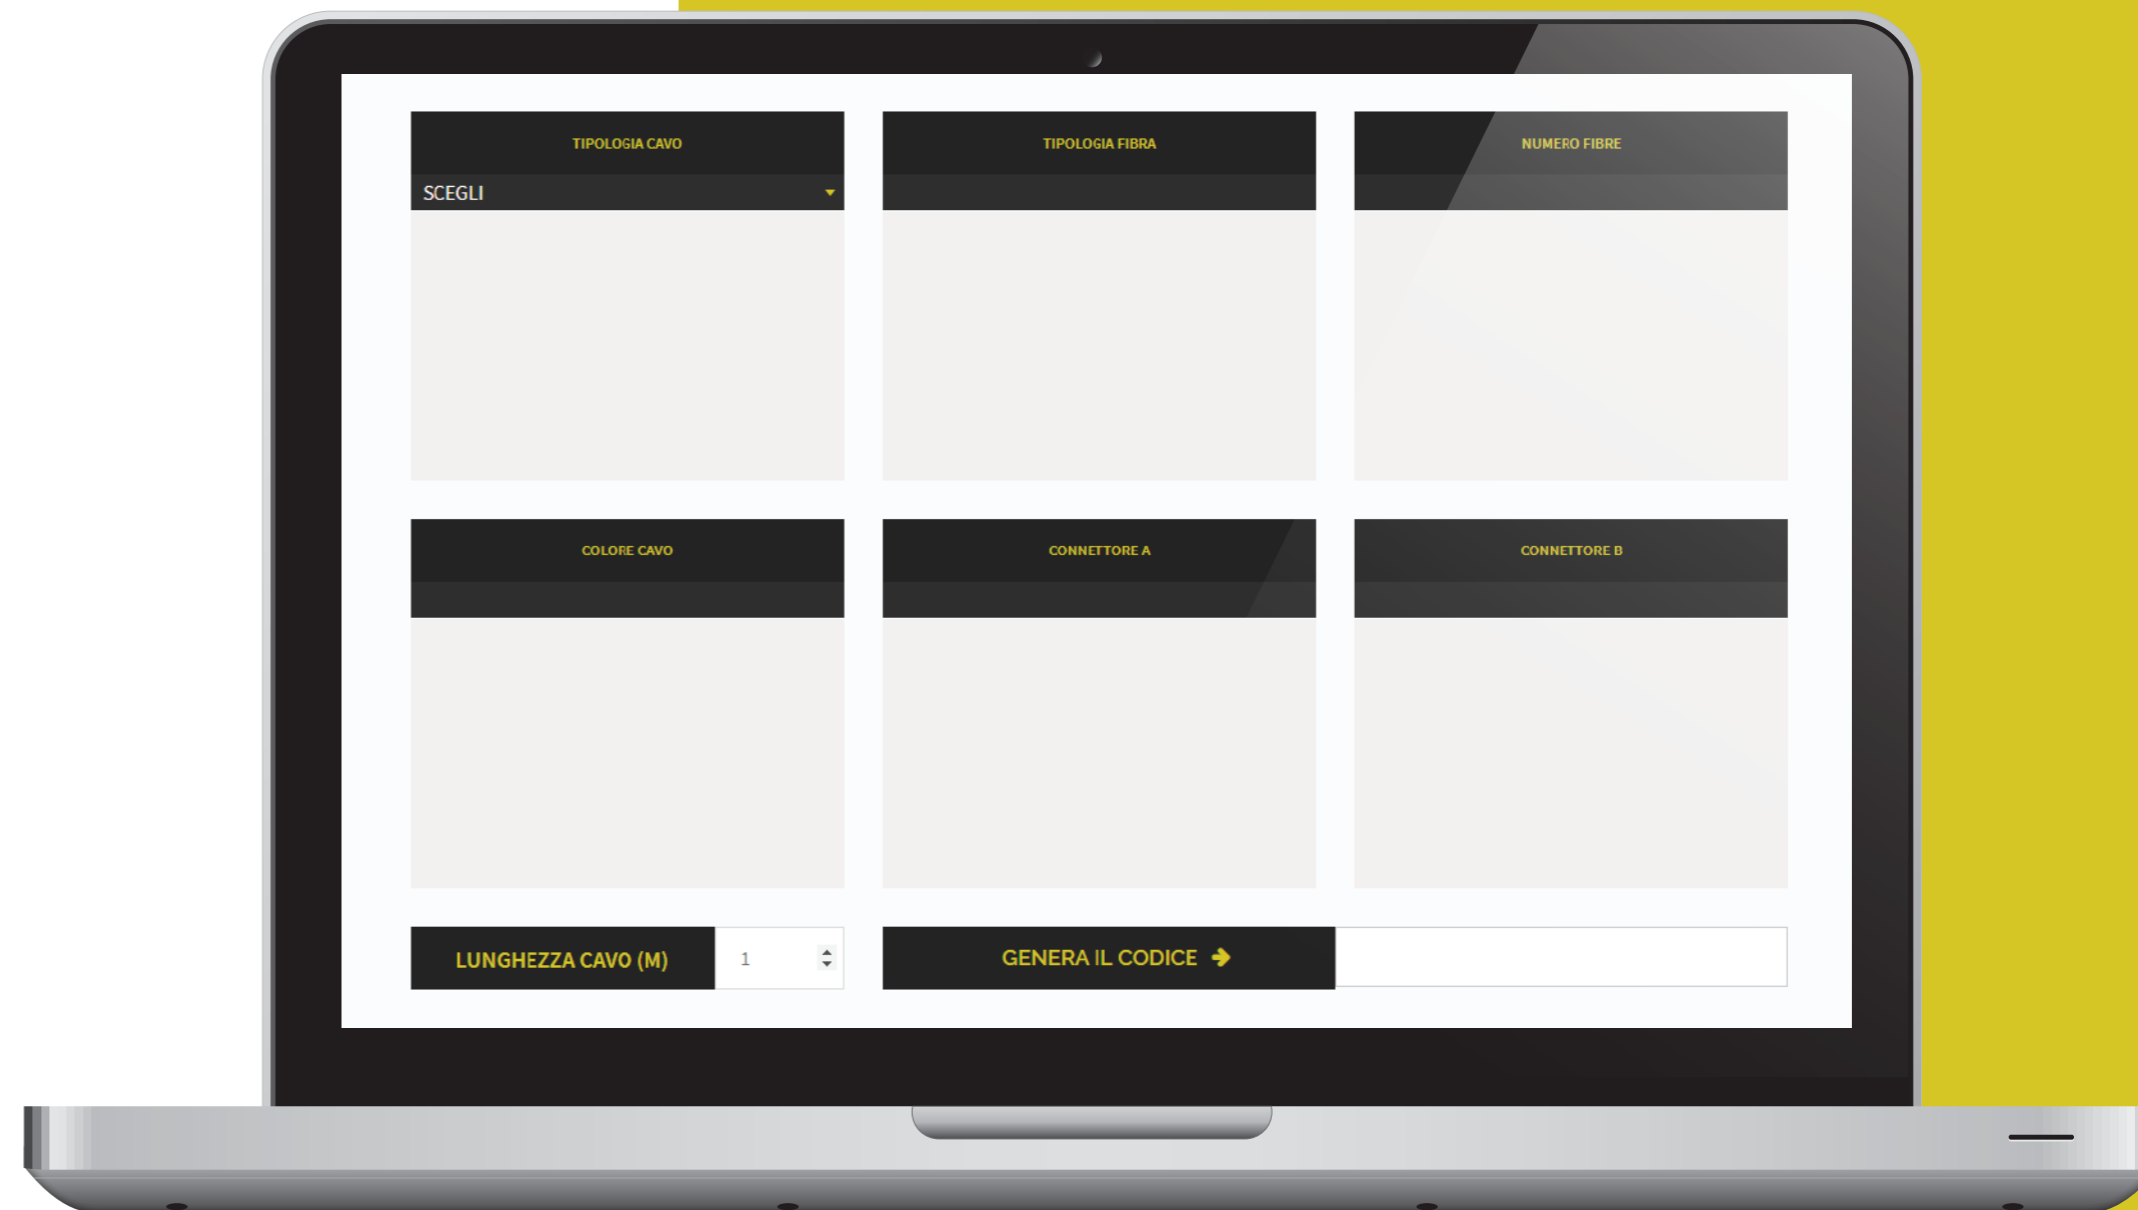 TIPOLOGIA CAVO
TIPOLOGIA FIBRA
NUMERO FIBRE
SCEGLI
COLORE CAVO
CONNETTORE A
CONNETTORE B
LUNGHEZZA CAVO (M)
1
GENERA IL CODICE